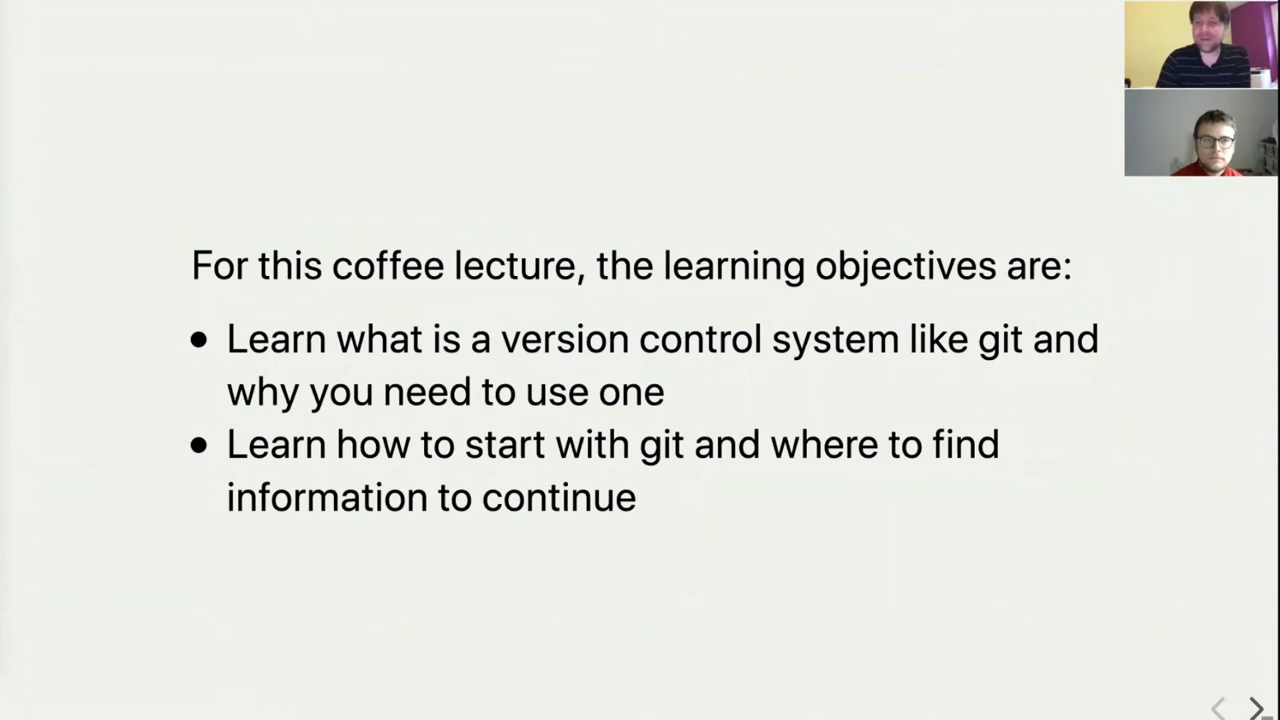 For this coffee lecture, the learning objectives are:
• Learn what is a version control system like git and
why you need to use one
• Learn how to start with git and where to find
information to continue